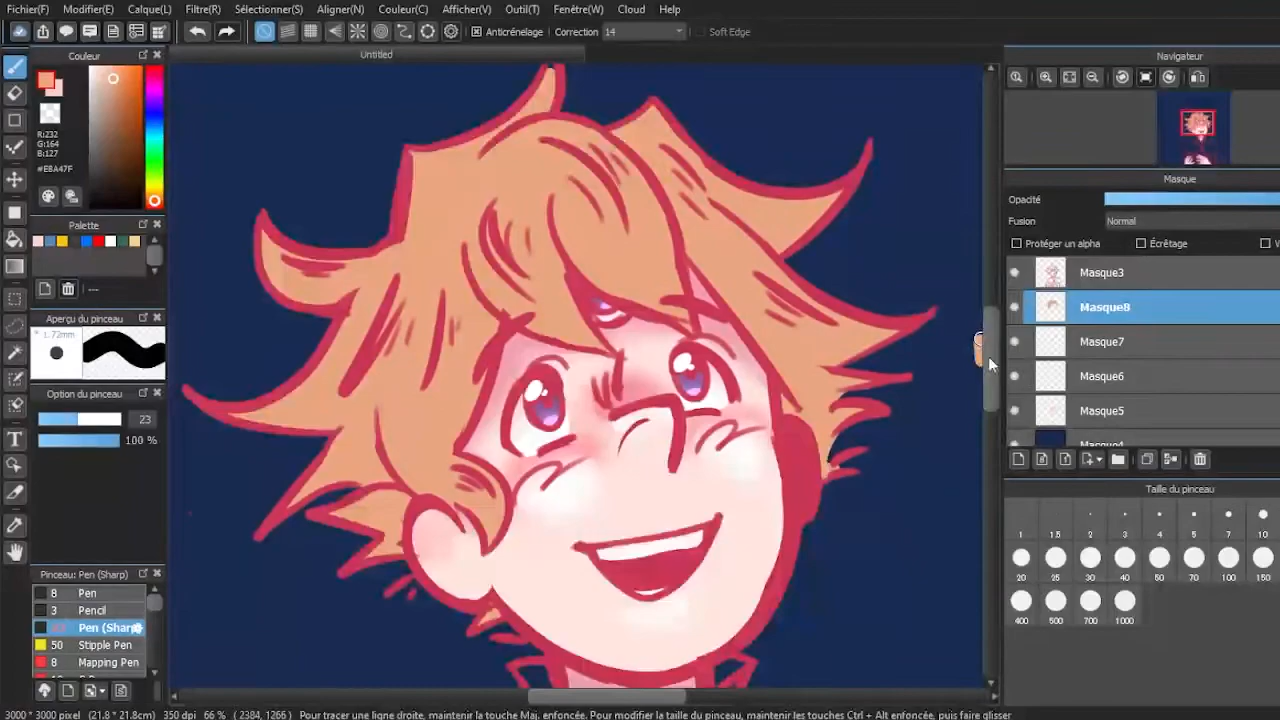 Fichier(F) Modifier(E) Calque(L) Filtre(R) Sélectionner(S) Aligner(N) Couleur(C) Afficher(V) Outil(T) Fenêtre(W) Cloud Help
Anticrénelage Correction 14 Soft Edge
Couleur
Untitled
Navigateur
R:232
G:164
B:127
#E8A47F
Masque
Opacité
Fusion Normal
Protéger un alpha Écrêtage
Palette
---
Masque3
Masque8
Masque7
Masque6
Masque5
Masque4
Aperçu du pinceau
* 1.72mm
Option du pinceau
23
100 %
Taille du pinceau
1 1.5 2 3 4 5 7 10
20 25 30 40 50 70 100 150
400 500 700 1000
Pinceau: Pen (Sharp)
8 Pen
3 Pencil
Pen (Sharp
50 Stipple Pen
8 Mapping Pen
3000 * 3000 pixel (21.8 * 21.8cm) 350 dpi 66 % ( 2384, 1266 ) Pour tracer une ligne droite, maintenir la touche Maj. enfoncée. Pour modifier la taille du pinceau, maintenir les touches Ctrl + Alt enfoncées, puis faire glisser